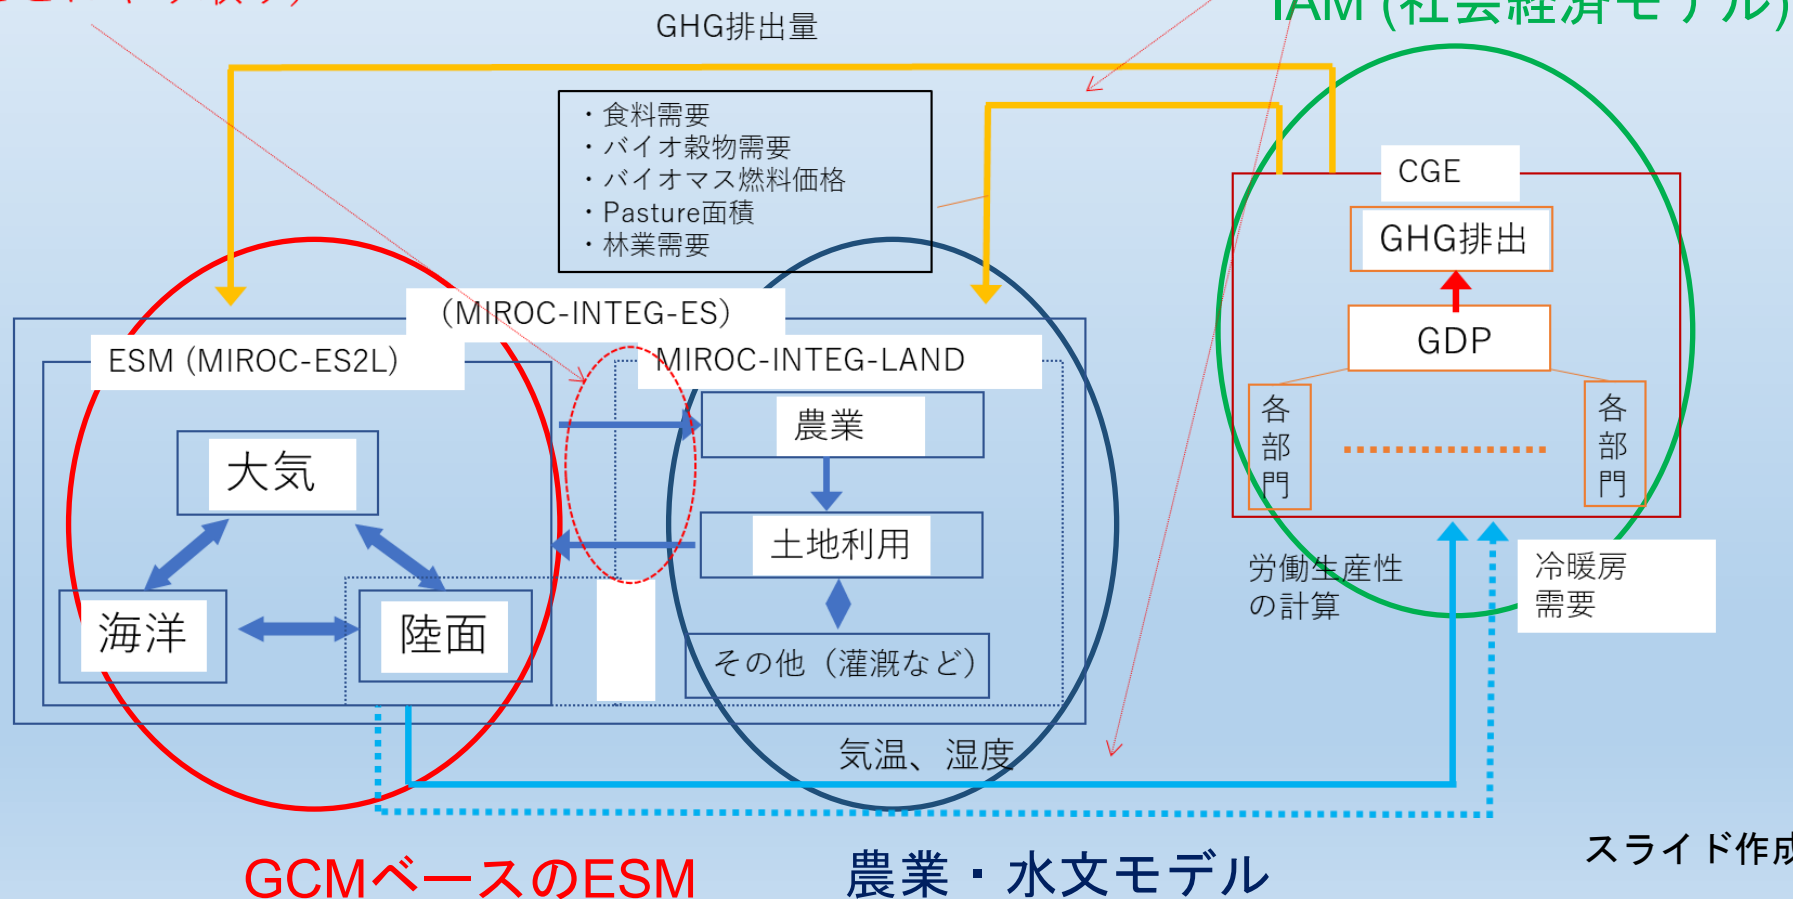 IAM (社会経済モデル)
GHG排出量
・食料需要
・バイオ穀物需要
・バイオマス燃料価格
・Pasture面積
・林業需要
CGE
GHG排出
GDP
各部門
各部門
(MIROC-INTEG-ES)
ESM (MIROC-ES2L)
MIROC-INTEG-LAND
大気
海洋
陸面
農業
土地利用
その他（灌漑など）
労働生産性
の計算
冷暖房
需要
気温、湿度
GCMベースのESM
農業・水文モデル
スライド作成